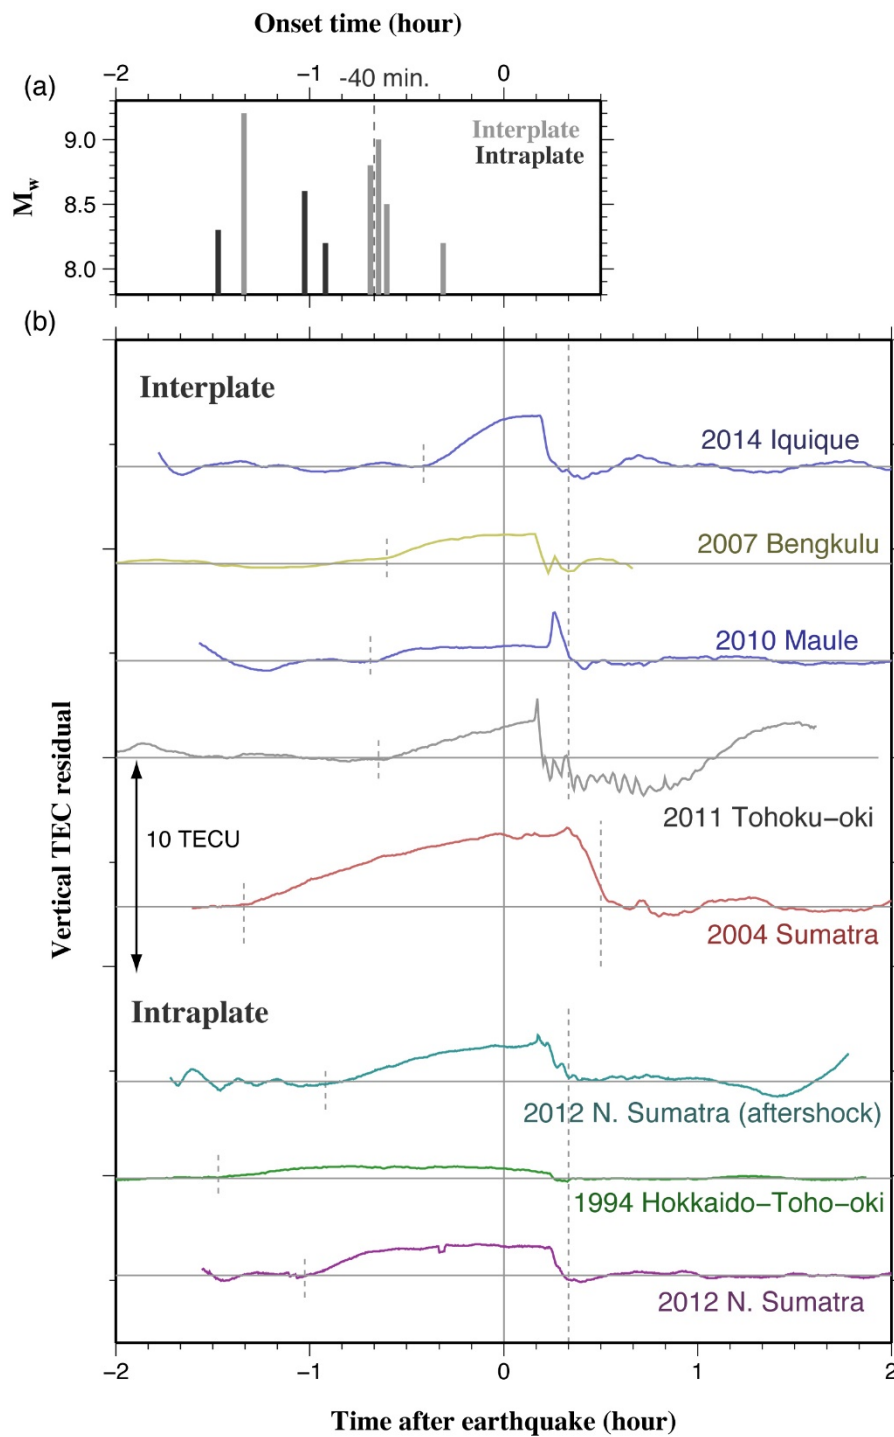 Onset time (hour)
−2 −1 0
-40 min.
(a)
Interplate
Intraplate
9.0
8.5
8.0
Mw
(b)
Interplate
2014 Iquique
2007 Bengkulu
2010 Maule
2011 Tohoku−oki
10 TECU
2004 Sumatra
Vertical TEC residual
Intraplate
2012 N. Sumatra (aftershock)
1994 Hokkaido−Toho−oki
2012 N. Sumatra
−2 −1 0 1 2
Time after earthquake (hour)